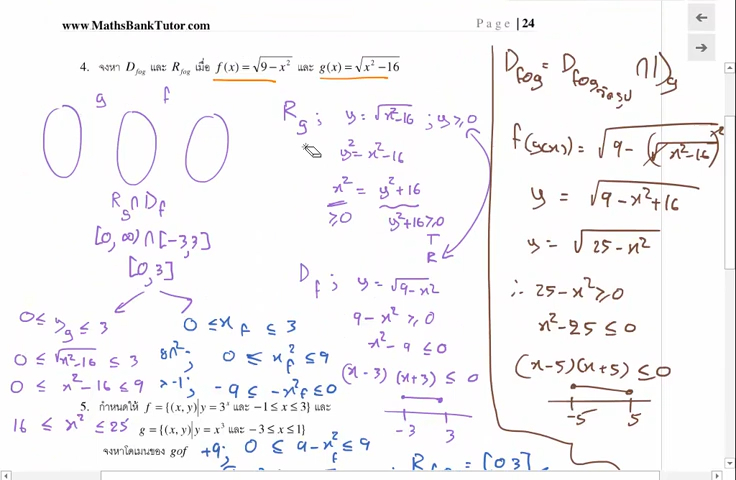 www.MathsBankTutor.com
Page | 24
4. จงหา D_fog และ R_fog เมื่อ f(x) = √(9−x²) และ g(x) = √(x²−16)
g f
R_g ∩ D_f
[0, ∞) ∩ [-3,3]
[0, 3]
0 ≤ y_g ≤ 3
0 ≤ √(x²-16) ≤ 3
0 ≤ x²-16 ≤ 9
16 ≤ x² ≤ 25
0 ≤ x_f ≤ 3
0 ≤ x_f² ≤ 9
x-1; -9 ≤ -x_f² ≤ 0
+9; 0 ≤ 9-x_f² ≤ 9
R_g ; y = √(x²-16) ; y ≥ 0
y² = x²-16
x² = y²+16
≥0 y²+16 ≥ 0
T
R
D_f ; y = √(9-x²)
9-x² ≥ 0
x²-9 ≤ 0
(x-3)(x+3) ≤ 0
-3 3
D_fog = D_fog ∩ D_g
f(g(x)) = √(9-(√(x²-16))²)
y = √(9-x²+16)
y = √(25-x²)
∴ 25-x² ≥ 0
x²-25 ≤ 0
(x-5)(x+5) ≤ 0
-5 5
5. กำหนดให้ f = {(x, y)|y = 3ˣ และ −1 ≤ x ≤ 3} และ
g = {(x, y)|y = x³ และ −3 ≤ x ≤ 1}
จงหาโดเมนของ gof
= [0 3]